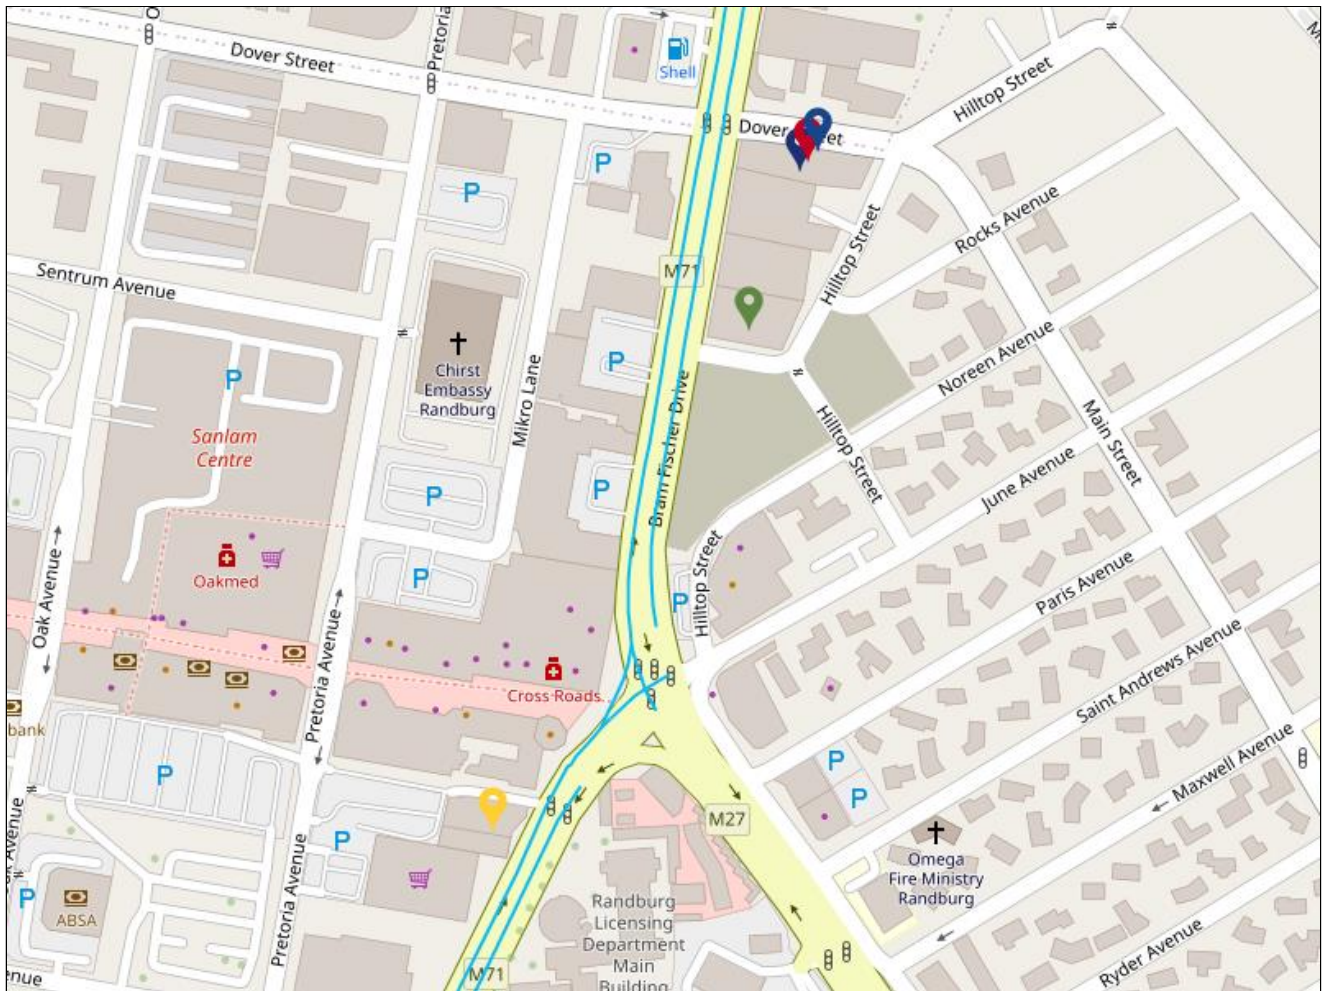 Dover Street
Pretoria
Shell
Dover
et
Hilltop Street
Rocks Avenue
Hilltop Street
M71
Sentrum Avenue
Chirst
Embassy
Randburg
Mikro Lane
Noreen Avenue
P
P
P
P
P
P
P
P
P
P
P
P
P
Sanlam
Centre
Bram Fischer Drive
Hilltop Street
Main Street
June Avenue
Oakmed
Hilltop Street
Oak Avenue
Paris Avenue
Pretoria Avenue
Cross Roads
Saint Andrews Avenue
bank
Maxwell Avenue
M27
Omega
Fire Ministry
Randburg
Avenue
Pretoria Avenue
ABSA
Randburg
Licensing
Department
Main
Building
M71
Ryder Avenue
enue